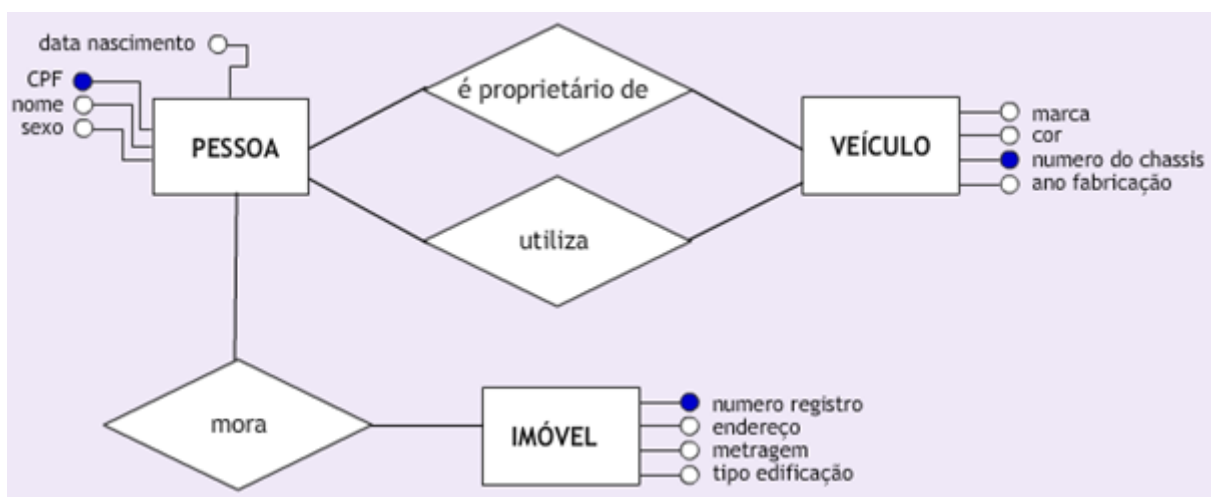 data nascimento
CPF
nome
sexo
PESSOA
é proprietário de
utiliza
VEÍCULO
marca
cor
numero do chassis
ano fabricação
mora
IMÓVEL
numero registro
endereço
metragem
tipo edificação